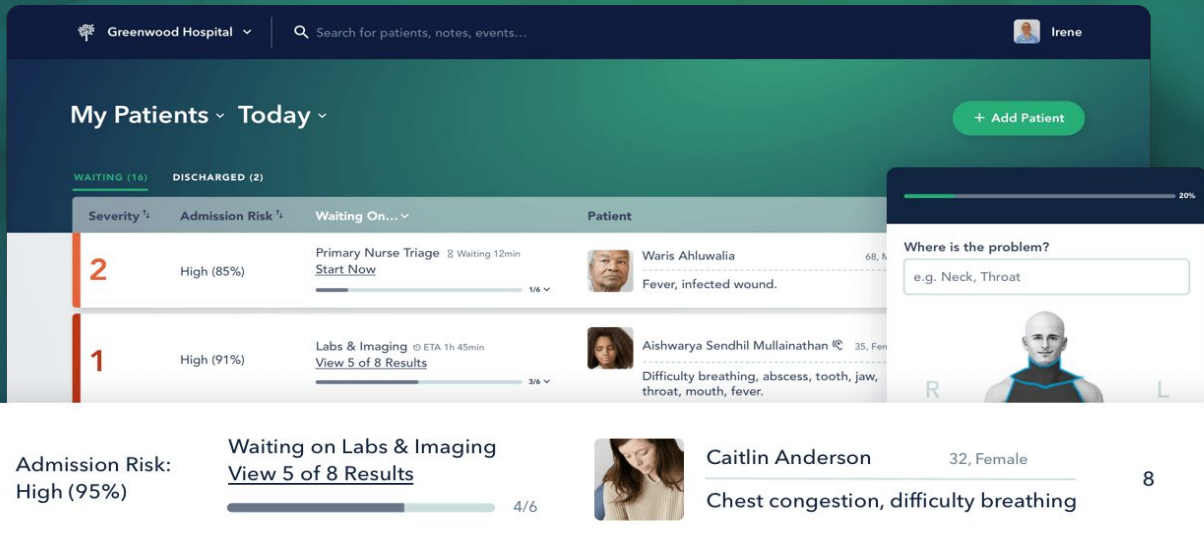 Greenwood Hospital
Search for patients, notes, events...
Irene
My Patients
Today
+ Add Patient
WAITING (16)
DISCHARGED (2)
20%
Severity
Admission Risk
Waiting On...
Patient
Where is the problem?
e.g. Neck, Throat
2
High (85%)
Primary Nurse Triage
Waiting 12min
Start Now
1/6
Waris Ahluwalia
68, M
Fever, infected wound.
1
High (91%)
Labs & Imaging
ETA 1h 45min
View 5 of 8 Results
3/6
Aishwarya Sendhil Mullainathan
35, Fem
Difficulty breathing, abscess, tooth, jaw,
throat, mouth, fever.
R
L
Admission Risk:
High (95%)
Waiting on Labs & Imaging
View 5 of 8 Results
4/6
Caitlin Anderson
32, Female
Chest congestion, difficulty breathing
8